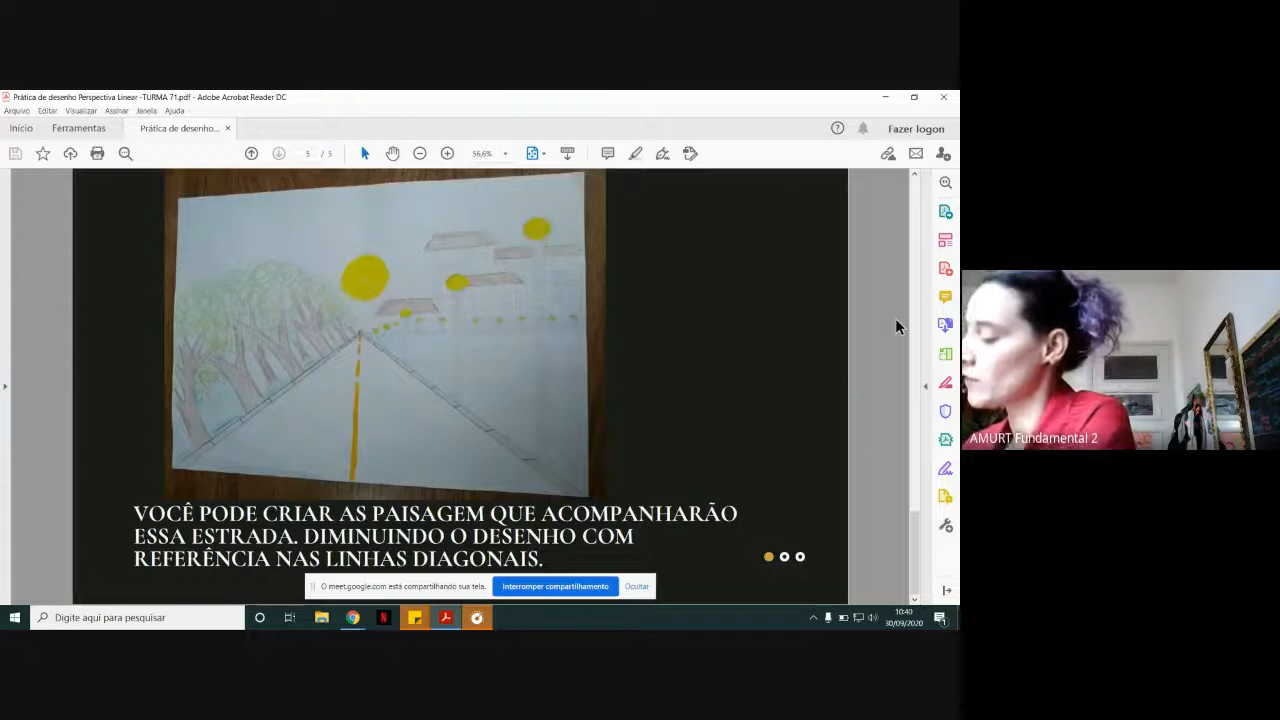 Prática de desenho Perspectiva Linear -TURMA 71.pdf - Adobe Acrobat Reader DC
Arquivo Editar Visualizar Assinar Janela Ajuda
Início Ferramentas Prática de desenho... × Fazer logon
5 / 5 56,6%
VOCÊ PODE CRIAR AS PAISAGEM QUE ACOMPANHARÃO
ESSA ESTRADA. DIMINUINDO O DESENHO COM
REFERÊNCIA NAS LINHAS DIAGONAIS.
O meet.google.com está compartilhando sua tela. Interromper compartilhamento Ocultar
AMURT Fundamental 2
Digite aqui para pesquisar
10:40
30/09/2020